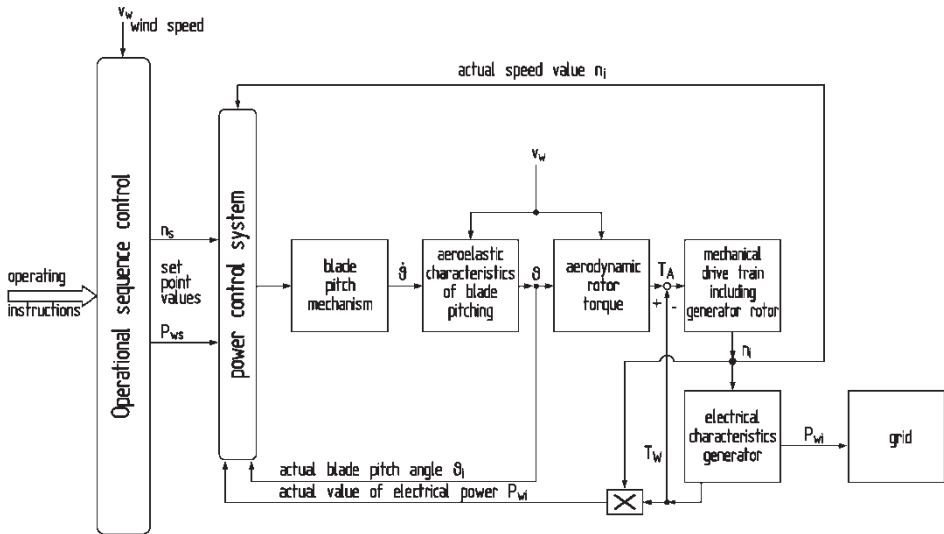 v_w
wind speed
actual speed value n_i
v_w
Operational sequence control
power control system
n_s
set
point
values
P_ws
operating
instructions
blade
pitch
mechanism
ϑ̇
aeroelastic
characteristics
of blade
pitching
ϑ
aerodynamic
rotor
torque
T_A
+
-
mechanical
drive train
including
generator rotor
n_i
electrical
characteristics
generator
P_wi
grid
T_W
actual blade pitch angle ϑ_i
actual value of electrical power P_wi
X